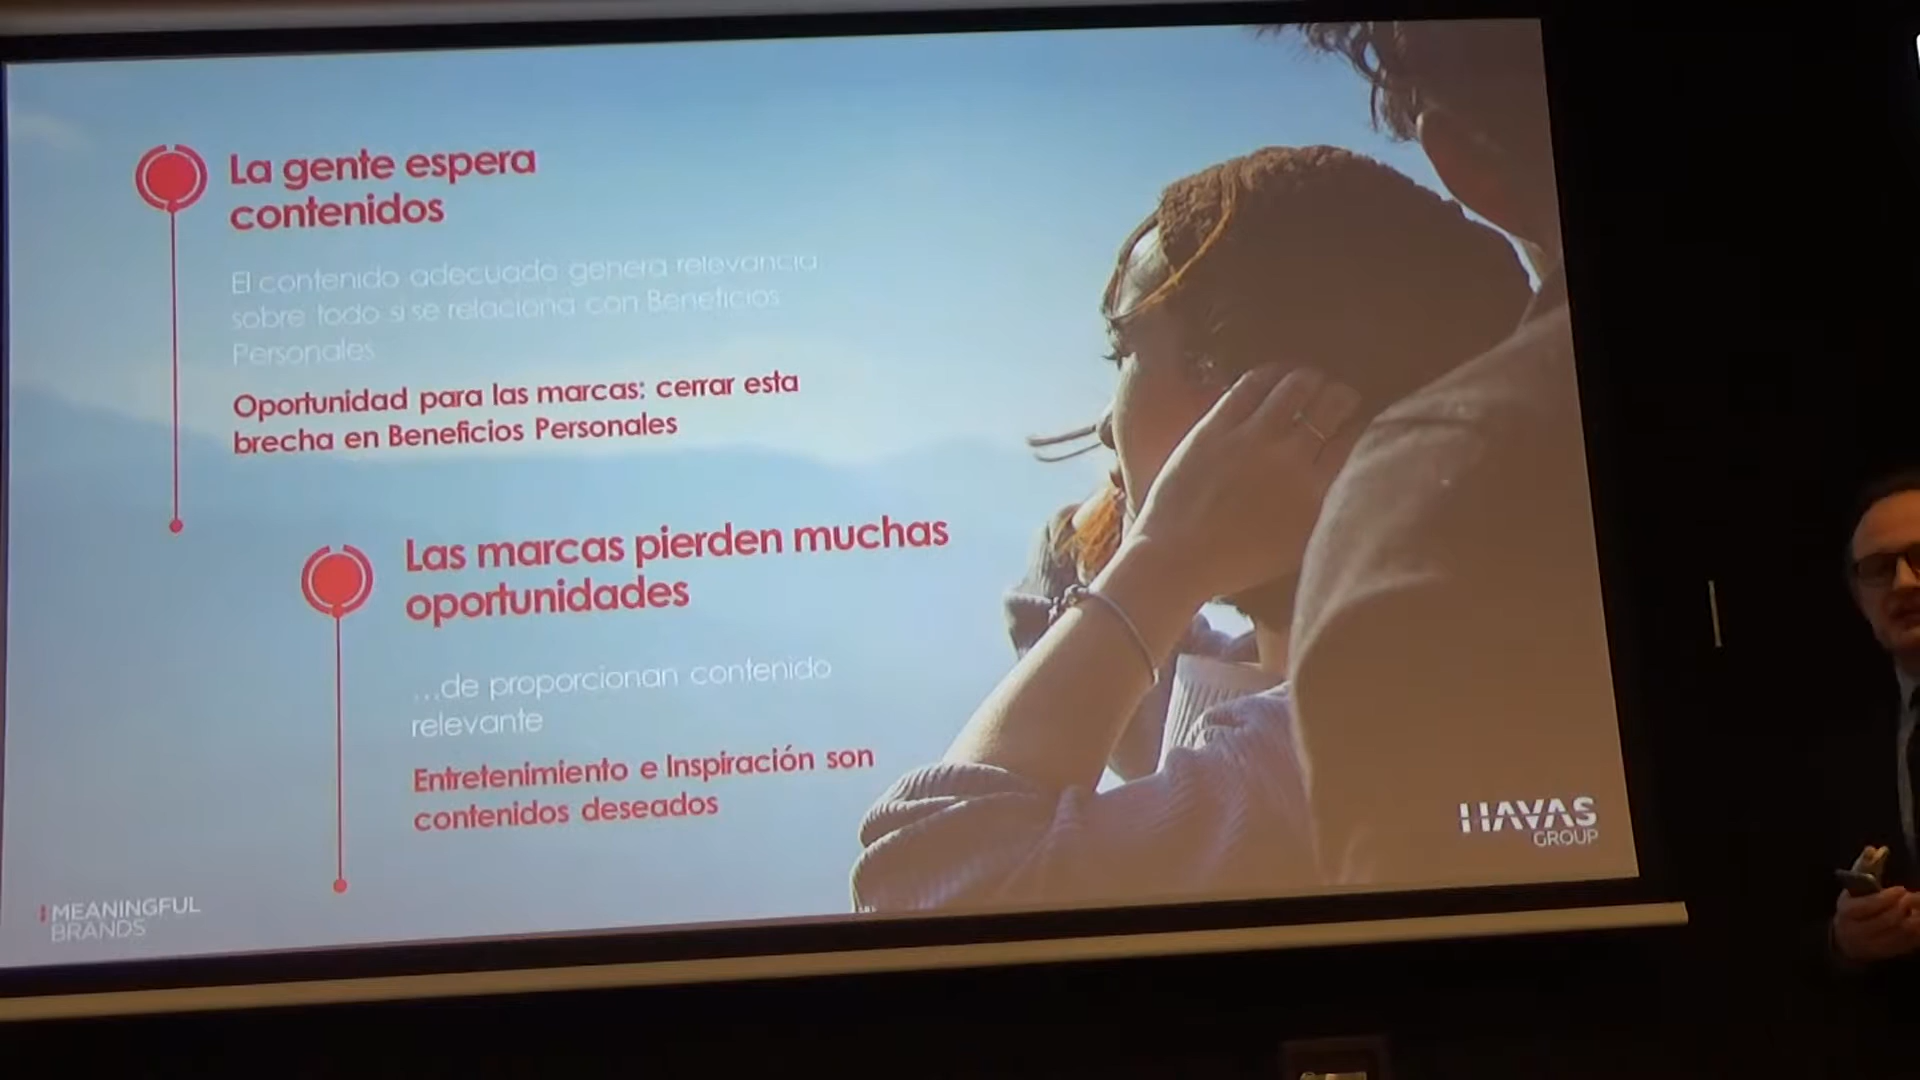 La gente espera
contenidos
El contenido adecuado genera relevancia
sobre todo si se relaciona con Beneficios
Personales
Oportunidad para las marcas: cerrar esta
brecha en Beneficios Personales
Las marcas pierden muchas
oportunidades
...de proporcionan contenido
relevante
Entretenimiento e Inspiración son
contenidos deseados
MEANINGFUL
BRANDS
HAVAS
GROUP